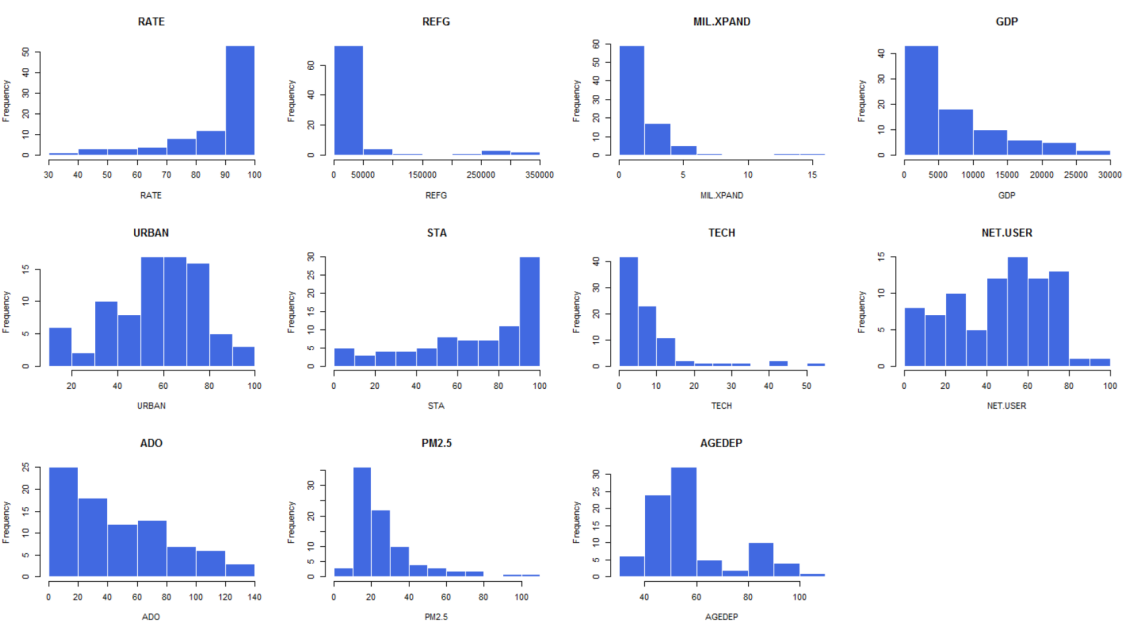 RATE
Frequency
0 10 20 30 40 50
30 40 50 60 70 80 90 100
RATE
REFG
Frequency
0 20 40 60
0 50000 150000 250000 350000
REFG
MIL.XPAND
Frequency
0 10 20 30 40 50 60
0 5 10 15
MIL.XPAND
GDP
Frequency
0 10 20 30 40
0 5000 10000 15000 20000 25000 30000
GDP
URBAN
Frequency
0 5 10 15
20 40 60 80 100
URBAN
STA
Frequency
0 5 10 15 20 25 30
0 20 40 60 80 100
STA
TECH
Frequency
0 10 20 30 40
0 10 20 30 40 50
TECH
NET.USER
Frequency
0 5 10 15
0 20 40 60 80 100
NET.USER
ADO
Frequency
0 5 10 15 20 25
0 20 40 60 80 100 120 140
ADO
PM2.5
Frequency
0 5 10 20 30
0 20 40 60 80 100
PM2.5
AGEDEP
Frequency
0 5 10 15 20 25 30
40 60 80 100
AGEDEP